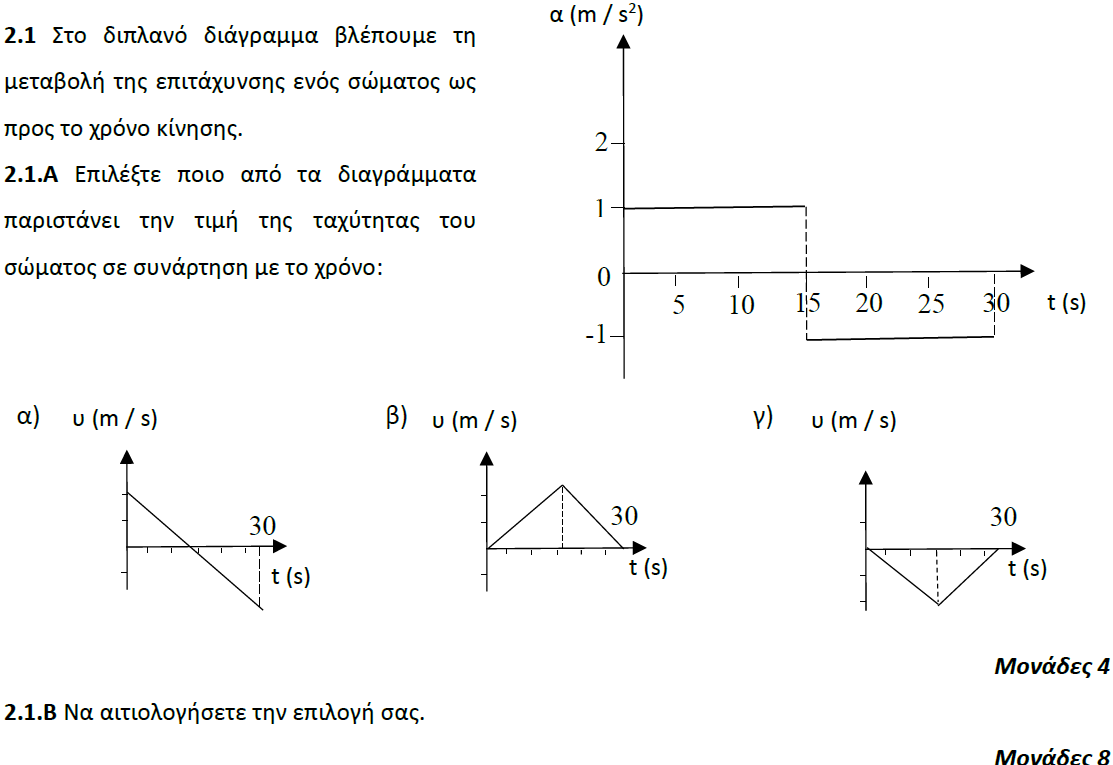 2.1 Στο διπλανό διάγραμμα βλέπουμε τη
μεταβολή της επιτάχυνσης ενός σώματος ως
προς το χρόνο κίνησης.
2.1.Α Επιλέξτε ποιο από τα διαγράμματα
παριστάνει την τιμή της ταχύτητας του
σώματος σε συνάρτηση με το χρόνο:
α (m / s²)
2
1
0
-1
5 10 15 20 25 30 t (s)
α) υ (m / s)
30
t (s)
β) υ (m / s)
30
t (s)
γ) υ (m / s)
30
t (s)
Μονάδες 4
2.1.Β Να αιτιολογήσετε την επιλογή σας.
Μονάδες 8